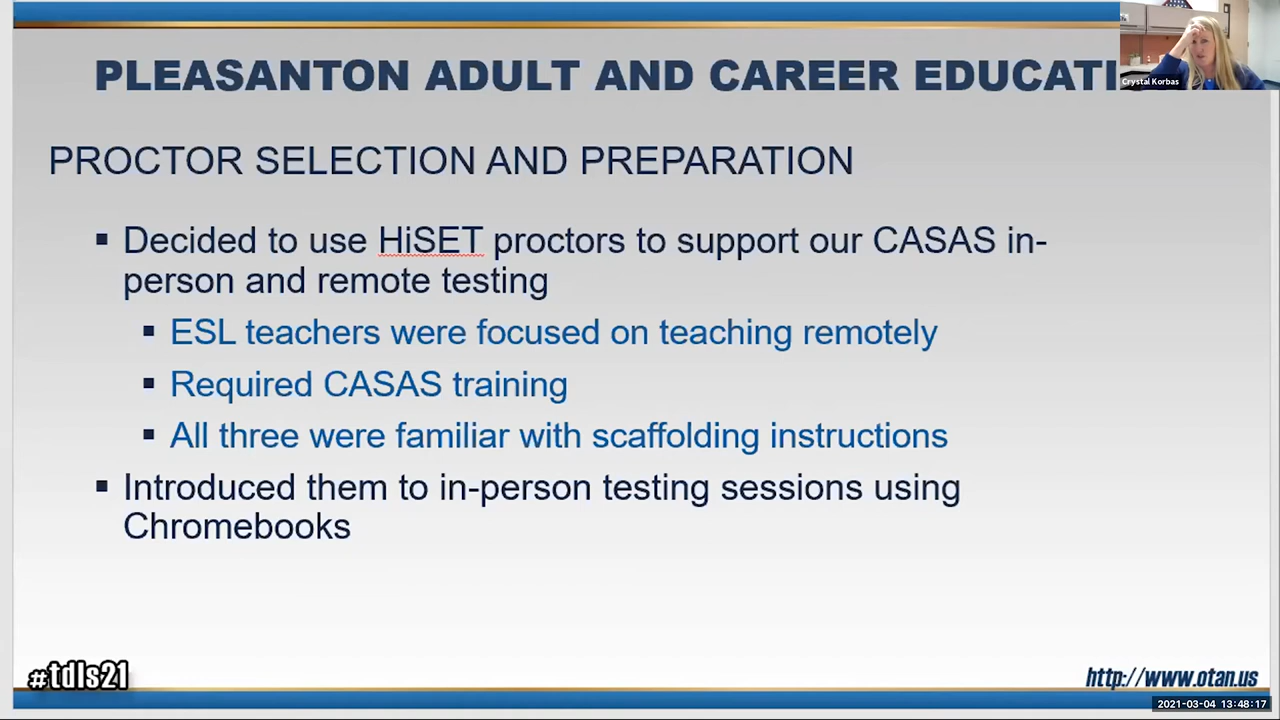 PLEASANTON ADULT AND CAREER EDUCATI
Crystal Korbas
PROCTOR SELECTION AND PREPARATION
▪ Decided to use HiSET proctors to support our CASAS in-
person and remote testing
▪ ESL teachers were focused on teaching remotely
▪ Required CASAS training
▪ All three were familiar with scaffolding instructions
▪ Introduced them to in-person testing sessions using
Chromebooks
#tdls21
http://www.otan.us
2021-03-04 13:48:17